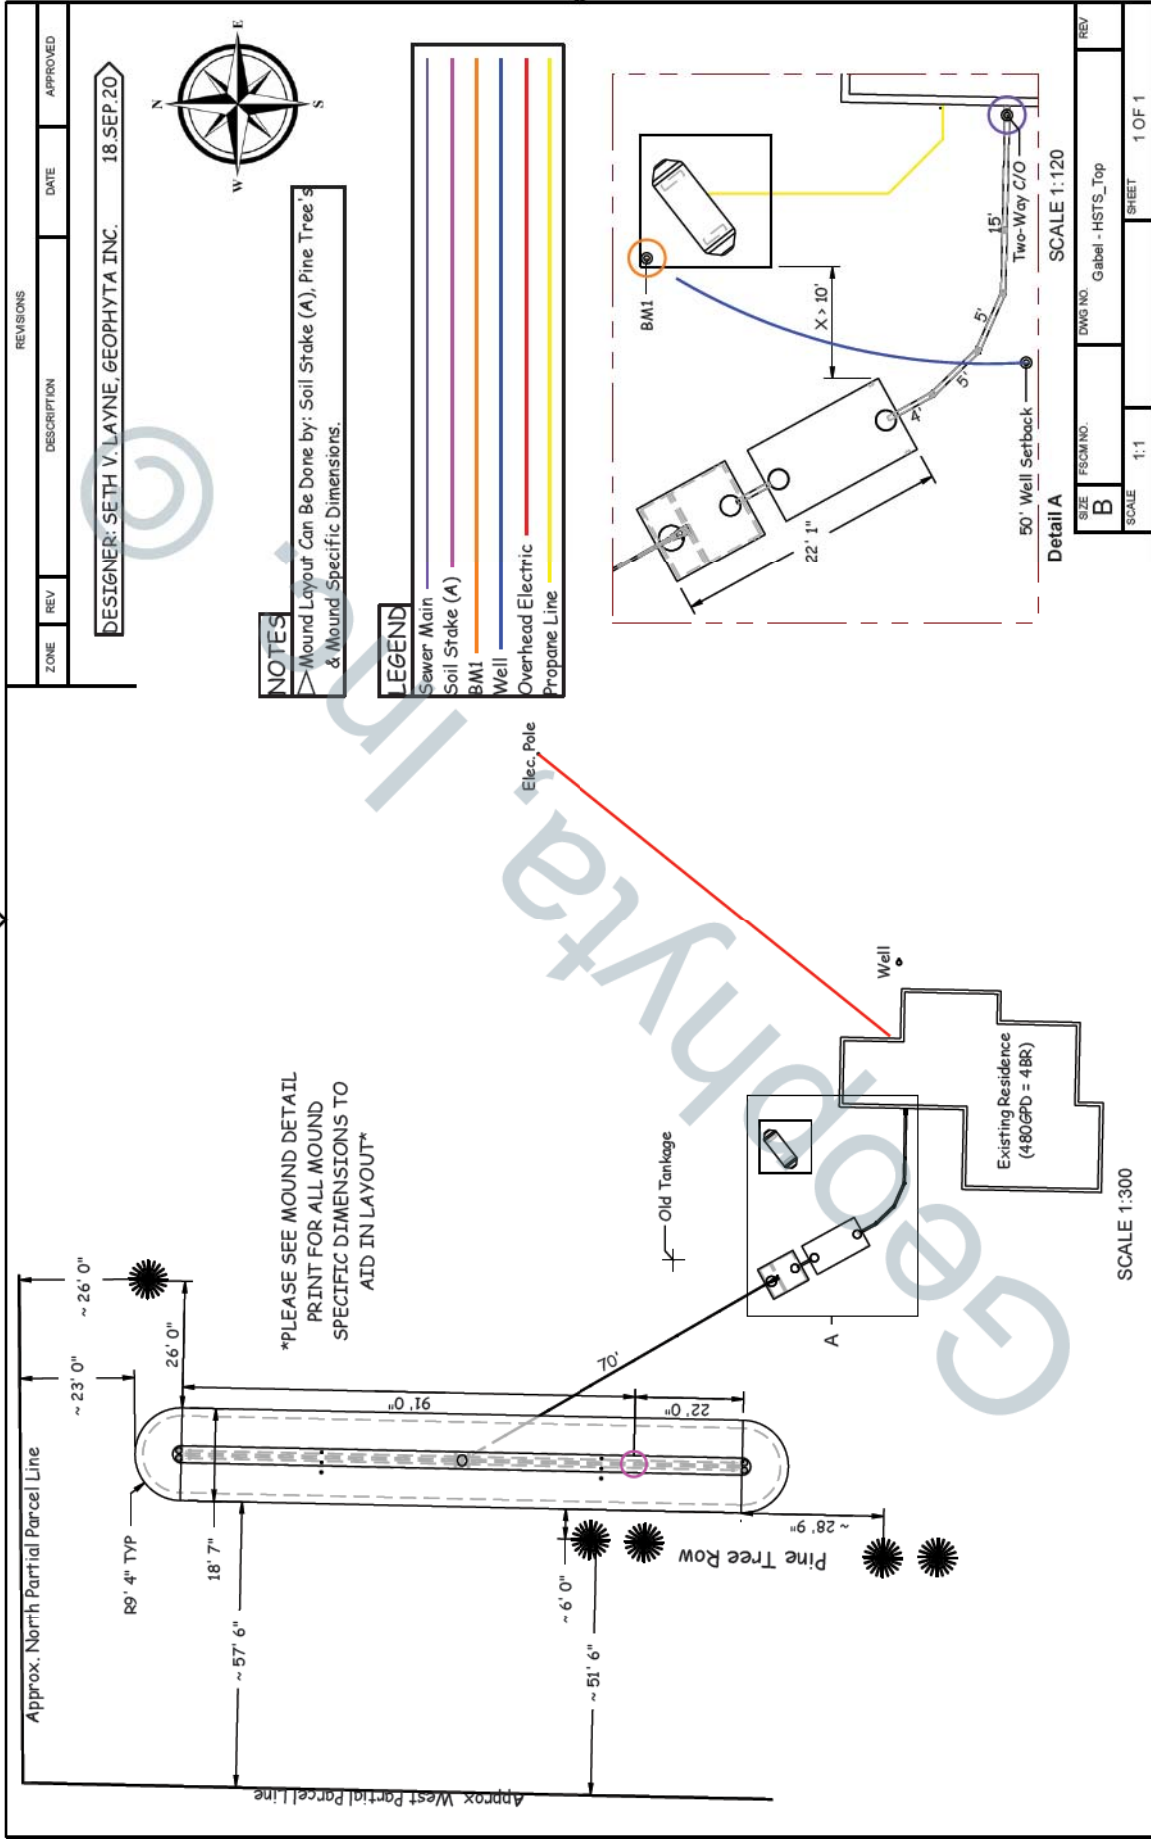 REVISIONS
ZONE
REV
DESCRIPTION
DATE
APPROVED
DESIGNER: SETH V. LAYNE, GEOPHYTA INC. 18.SEP.20
N
E
S
W
NOTES
Mound Layout Can Be Done by: Soil Stake (A), Pine Tree's
& Mound Specific Dimensions.
LEGEND
Sewer Main
Soil Stake (A)
BM1
Well
Overhead Electric
Propane Line
Approx. North Partial Parcel Line
~ 23' 0"
~ 26' 0"
R9' 4" TYP
26' 0"
18' 7"
~ 57' 6"
91' 0"
22' 0"
70'
~ 6' 0"
~ 51' 6"
~ 28' 9"
Pine Tree Row
Approx. West Partial Parcel Line
*PLEASE SEE MOUND DETAIL
PRINT FOR ALL MOUND
SPECIFIC DIMENSIONS TO
AID IN LAYOUT*
Old Tankage
A
Elec. Pole
Well
Existing Residence
(480GPD = 4BR)
SCALE 1:300
BM1
X > 10'
22' 1"
4'
5'
5'
15'
Two-Way C/O
50' Well Setback
Detail A
SCALE 1:120
SIZE
B
FSCM NO.
DWG NO.
Gabel - HSTS_Top
REV
SCALE
1:1
SHEET
1 OF 1
Geophyta, Inc. ©